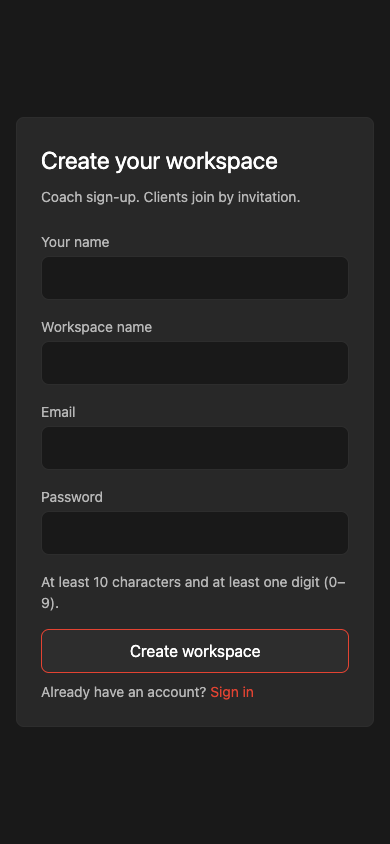 Create your workspace
Coach sign-up. Clients join by invitation.
Your name
Workspace name
Email
Password
At least 10 characters and at least one digit (0–
9).
Create workspace
Already have an account? Sign in